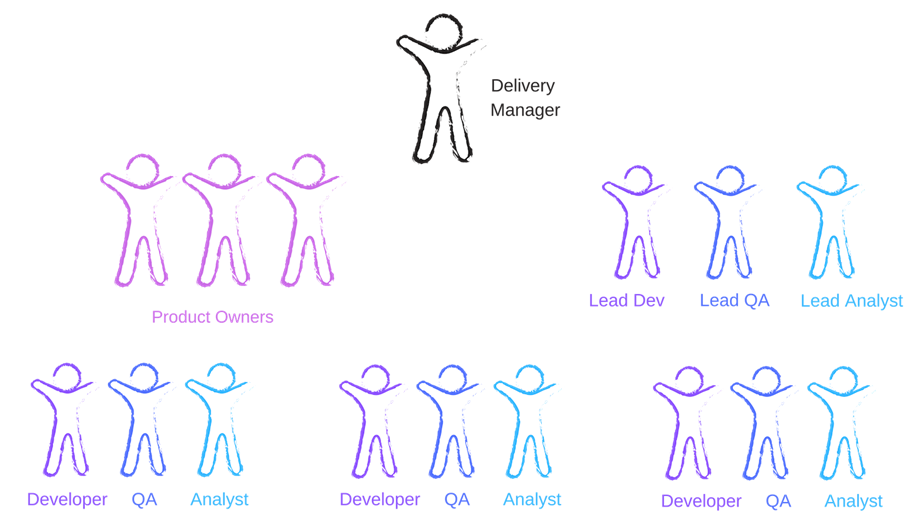 Delivery
Manager
Product Owners
Lead Dev
Lead QA
Lead Analyst
Developer
QA
Analyst
Developer
QA
Analyst
Developer
QA
Analyst